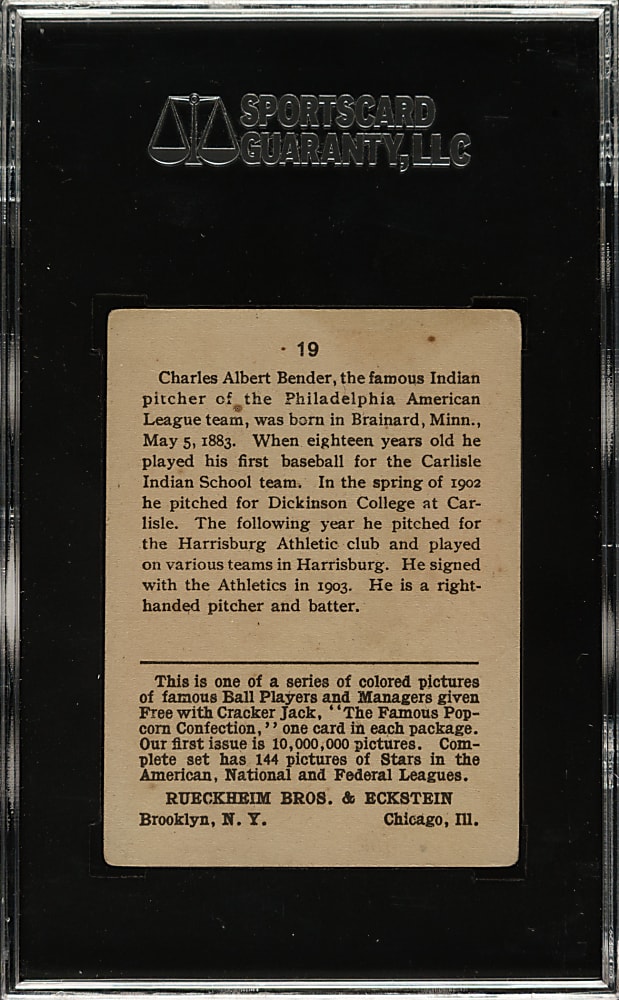 SPORTSCARD
GUARANTY, LLC
19
Charles Albert Bender, the famous Indian
pitcher of the Philadelphia American
League team, was born in Brainard, Minn.,
May 5, 1883. When eighteen years old he
played his first baseball for the Carlisle
Indian School team. In the spring of 1902
he pitched for Dickinson College at Car-
lisle. The following year he pitched for
the Harrisburg Athletic club and played
on various teams in Harrisburg. He signed
with the Athletics in 1903. He is a right-
handed pitcher and batter.
This is one of a series of colored pictures
of famous Ball Players and Managers given
Free with Cracker Jack, "The Famous Pop-
corn Confection," one card in each package.
Our first issue is 10,000,000 pictures. Com-
plete set has 144 pictures of Stars in the
American, National and Federal Leagues.
RUECKHEIM BROS. & ECKSTEIN
Brooklyn, N. Y. Chicago, Ill.